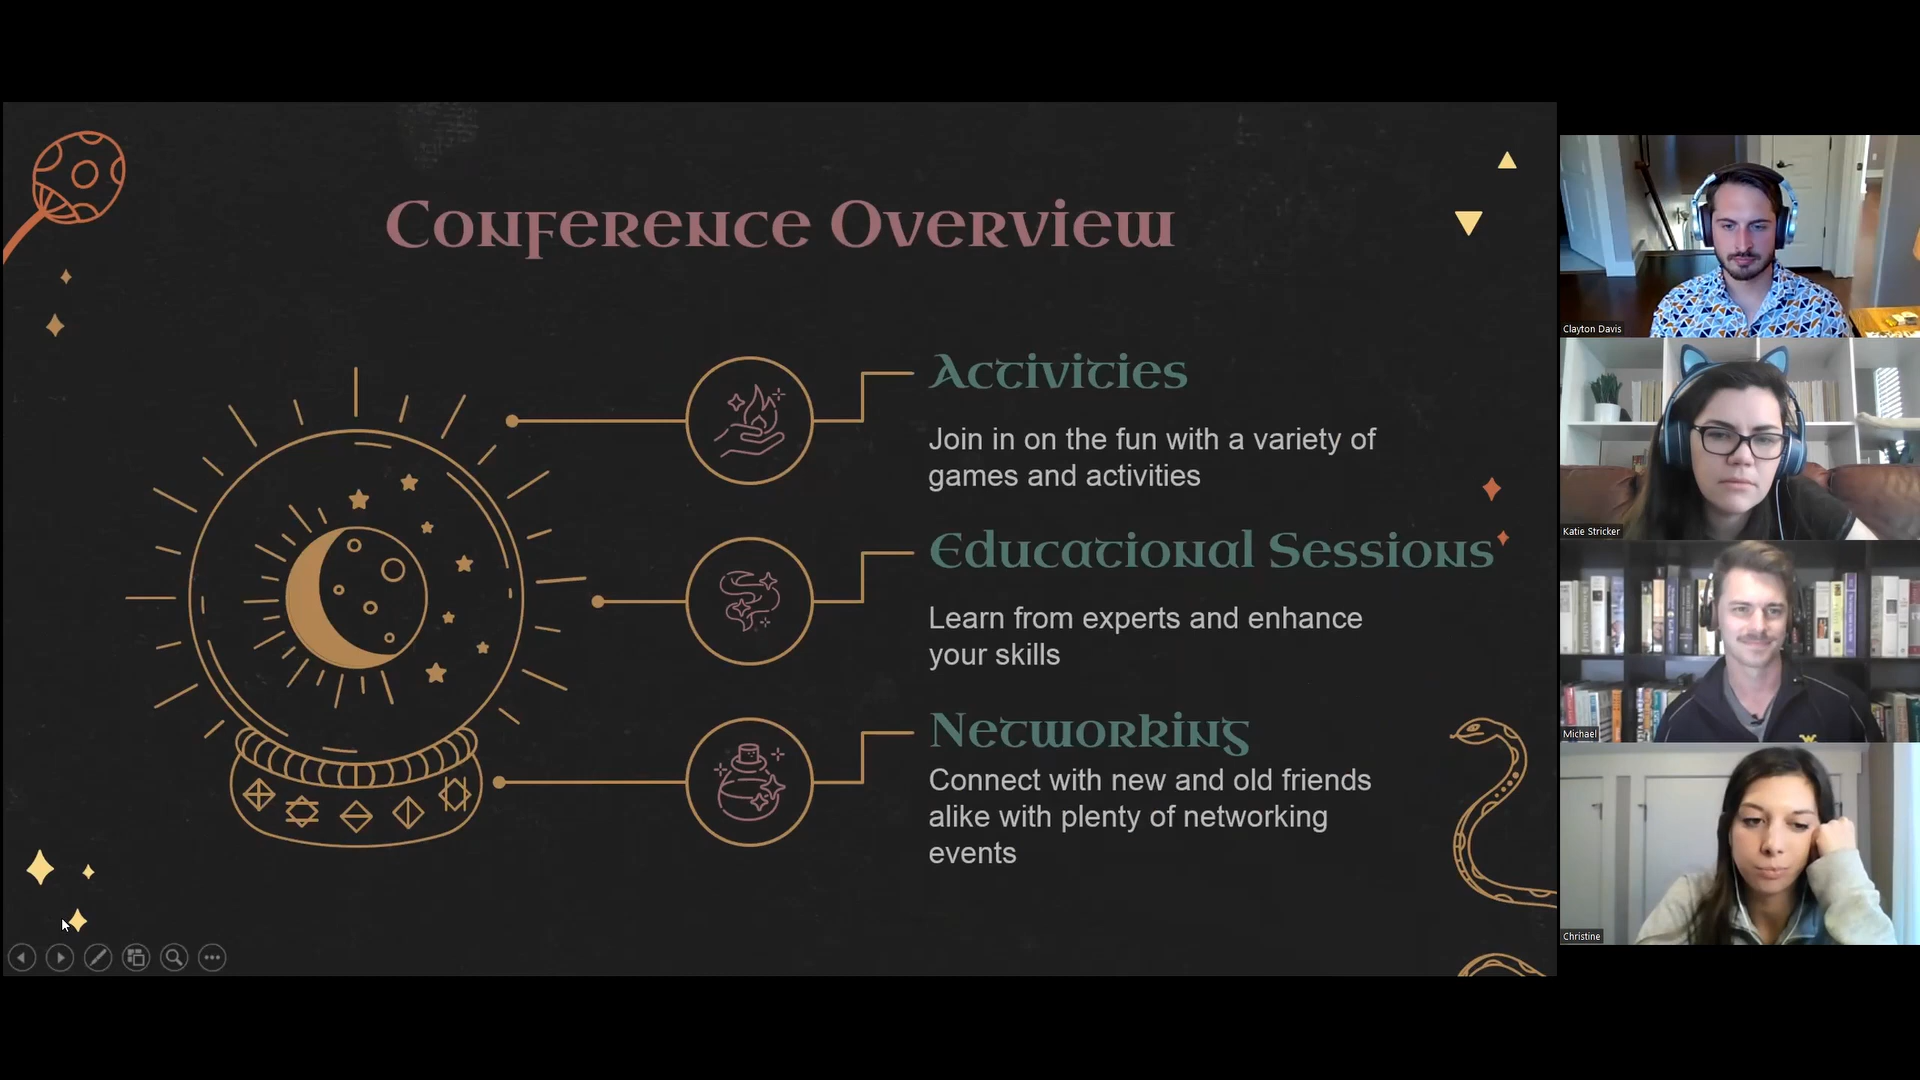 Conference Overview
Activities
Join in on the fun with a variety of
games and activities
Educational Sessions
Learn from experts and enhance
your skills
Networking
Connect with new and old friends
alike with plenty of networking
events
Clayton Davis
Katie Stricker
Michael
Christine